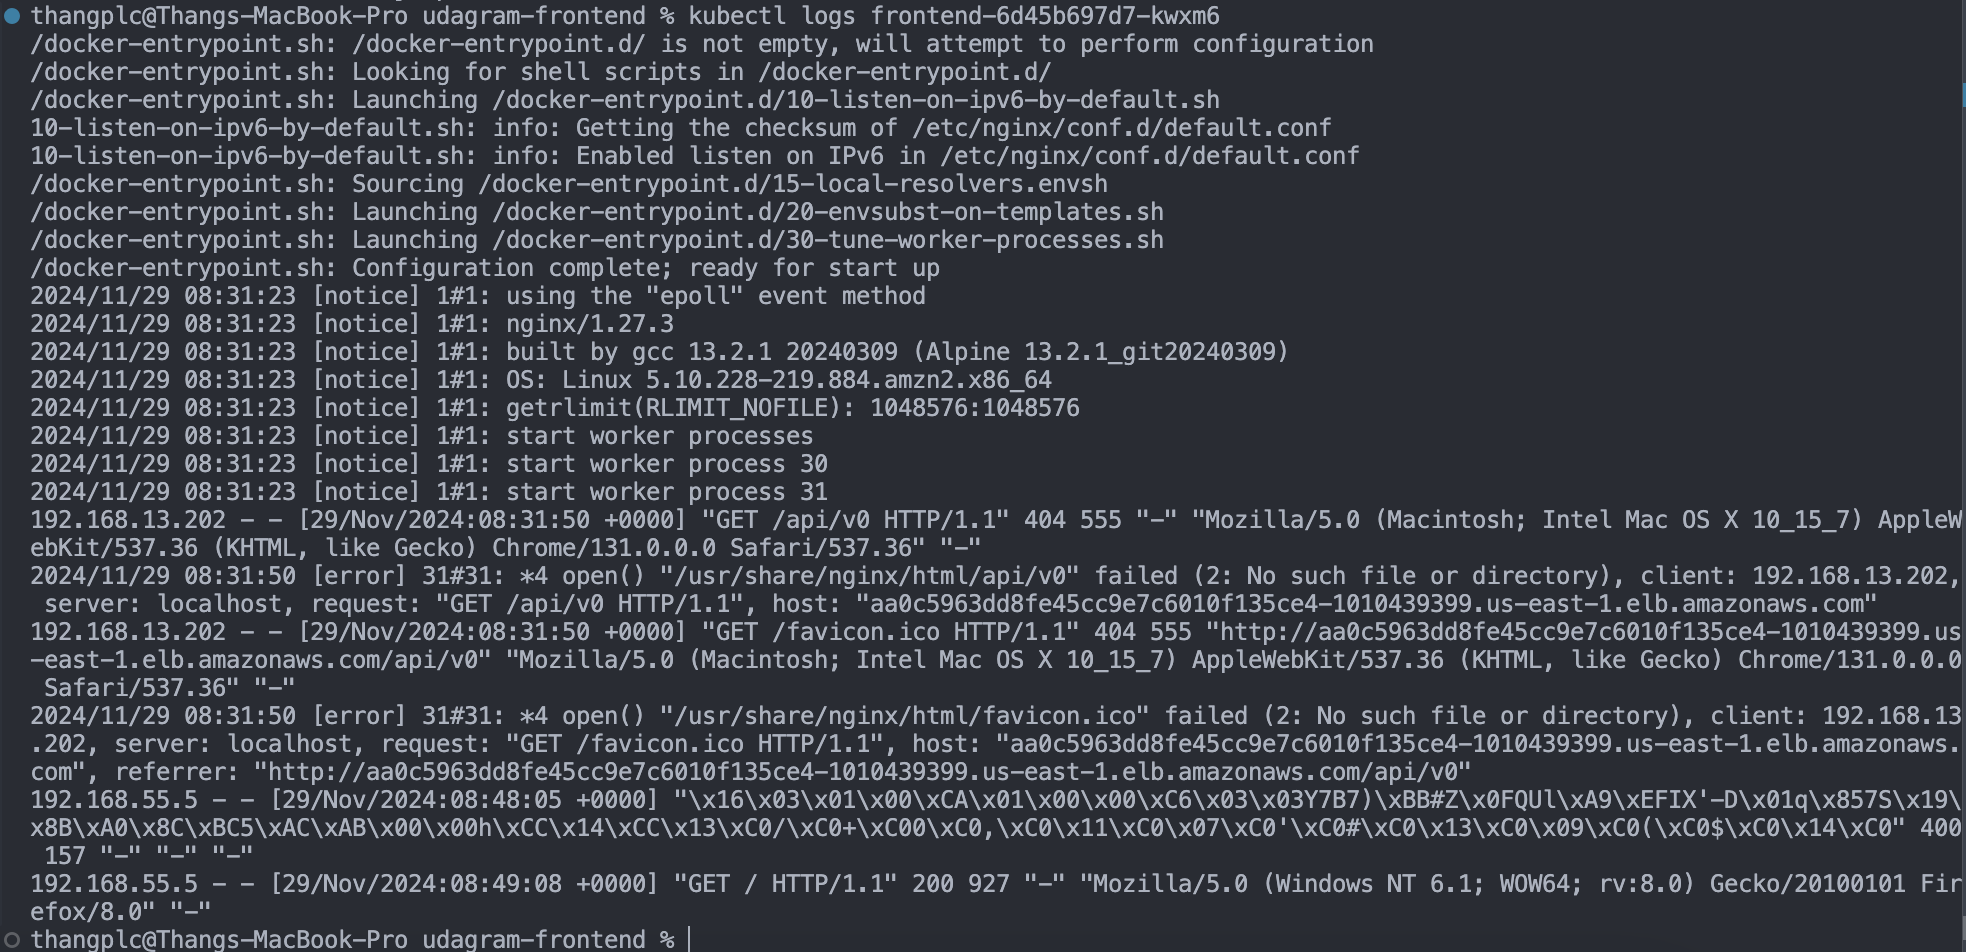 thangplc@Thangs-MacBook-Pro udagram-frontend % kubectl logs frontend-6d45b697d7-kwxm6
/docker-entrypoint.sh: /docker-entrypoint.d/ is not empty, will attempt to perform configuration
/docker-entrypoint.sh: Looking for shell scripts in /docker-entrypoint.d/
/docker-entrypoint.sh: Launching /docker-entrypoint.d/10-listen-on-ipv6-by-default.sh
10-listen-on-ipv6-by-default.sh: info: Getting the checksum of /etc/nginx/conf.d/default.conf
10-listen-on-ipv6-by-default.sh: info: Enabled listen on IPv6 in /etc/nginx/conf.d/default.conf
/docker-entrypoint.sh: Sourcing /docker-entrypoint.d/15-local-resolvers.envsh
/docker-entrypoint.sh: Launching /docker-entrypoint.d/20-envsubst-on-templates.sh
/docker-entrypoint.sh: Launching /docker-entrypoint.d/30-tune-worker-processes.sh
/docker-entrypoint.sh: Configuration complete; ready for start up
2024/11/29 08:31:23 [notice] 1#1: using the "epoll" event method
2024/11/29 08:31:23 [notice] 1#1: nginx/1.27.3
2024/11/29 08:31:23 [notice] 1#1: built by gcc 13.2.1 20240309 (Alpine 13.2.1_git20240309)
2024/11/29 08:31:23 [notice] 1#1: OS: Linux 5.10.228-219.884.amzn2.x86_64
2024/11/29 08:31:23 [notice] 1#1: getrlimit(RLIMIT_NOFILE): 1048576:1048576
2024/11/29 08:31:23 [notice] 1#1: start worker processes
2024/11/29 08:31:23 [notice] 1#1: start worker process 30
2024/11/29 08:31:23 [notice] 1#1: start worker process 31
192.168.13.202 - - [29/Nov/2024:08:31:50 +0000] "GET /api/v0 HTTP/1.1" 404 555 "-" "Mozilla/5.0 (Macintosh; Intel Mac OS X 10_15_7) AppleW
ebKit/537.36 (KHTML, like Gecko) Chrome/131.0.0.0 Safari/537.36" "-"
2024/11/29 08:31:50 [error] 31#31: *4 open() "/usr/share/nginx/html/api/v0" failed (2: No such file or directory), client: 192.168.13.202,
 server: localhost, request: "GET /api/v0 HTTP/1.1", host: "aa0c5963dd8fe45cc9e7c6010f135ce4-1010439399.us-east-1.elb.amazonaws.com"
192.168.13.202 - - [29/Nov/2024:08:31:50 +0000] "GET /favicon.ico HTTP/1.1" 404 555 "http://aa0c5963dd8fe45cc9e7c6010f135ce4-1010439399.us
-east-1.elb.amazonaws.com/api/v0" "Mozilla/5.0 (Macintosh; Intel Mac OS X 10_15_7) AppleWebKit/537.36 (KHTML, like Gecko) Chrome/131.0.0.0
 Safari/537.36" "-"
2024/11/29 08:31:50 [error] 31#31: *4 open() "/usr/share/nginx/html/favicon.ico" failed (2: No such file or directory), client: 192.168.13
.202, server: localhost, request: "GET /favicon.ico HTTP/1.1", host: "aa0c5963dd8fe45cc9e7c6010f135ce4-1010439399.us-east-1.elb.amazonaws.
com", referrer: "http://aa0c5963dd8fe45cc9e7c6010f135ce4-1010439399.us-east-1.elb.amazonaws.com/api/v0"
192.168.55.5 - - [29/Nov/2024:08:48:05 +0000] "\x16\x03\x01\x00\xCA\x01\x00\x00\xC6\x03\x03Y7B7)\xBB#Z\x0FQUl\xA9\xEFIX'-D\x01q\x857S\x19\
x8B\xA0\x8C\xBC5\xAC\xAB\x00\x00h\xCC\x14\xCC\x13\xC0/\xC0+\xC00\xC0,\xC0\x11\xC0\x07\xC0'\xC0#\xC0\x13\xC0\x09\xC0(\xC0$\xC0\x14\xC0" 400
 157 "-" "-" "-"
192.168.55.5 - - [29/Nov/2024:08:49:08 +0000] "GET / HTTP/1.1" 200 927 "-" "Mozilla/5.0 (Windows NT 6.1; WOW64; rv:8.0) Gecko/20100101 Fir
efox/8.0" "-"
thangplc@Thangs-MacBook-Pro udagram-frontend %